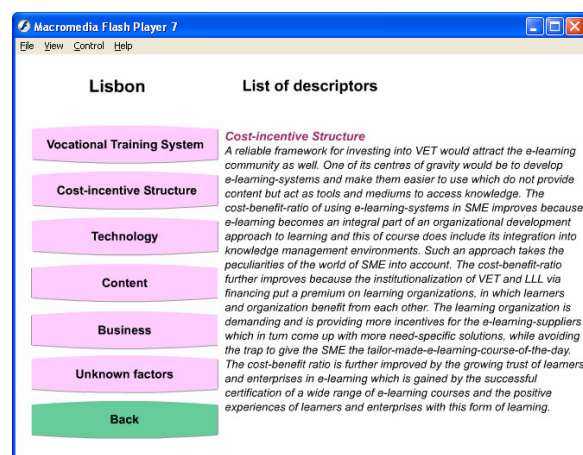 Macromedia Flash Player 7
File View Control Help
Lisbon
List of descriptors
Vocational Training System
Cost-incentive Structure
Technology
Content
Business
Unknown factors
Back
Cost-incentive Structure
A reliable framework for investing into VET would attract the e-learning
community as well. One of its centres of gravity would be to develop
e-learning-systems and make them easier to use which do not provide
content but act as tools and mediums to access knowledge. The
cost-benefit-ratio of using e-learning-systems in SME improves because
e-learning becomes an integral part of an organizational development
approach to learning and this of course does include its integration into
knowledge management environments. Such an approach takes the
peculiarities of the world of SME into account. The cost-benefit-ratio
further improves because the institutionalization of VET and LLL via
financing put a premium on learning organizations, in which learners
and organization benefit from each other. The learning organization is
demanding and is providing more incentives for the e-learning-suppliers
which in turn come up with more need-specific solutions, while avoiding
the trap to give the SME the tailor-made-e-learning-course-of-the-day.
The cost-benefit ratio is further improved by the growing trust of learners
and enterprises in e-learning which is gained by the successful
certification of a wide range of e-learning courses and the positive
experiences of learners and enterprises with this form of learning.